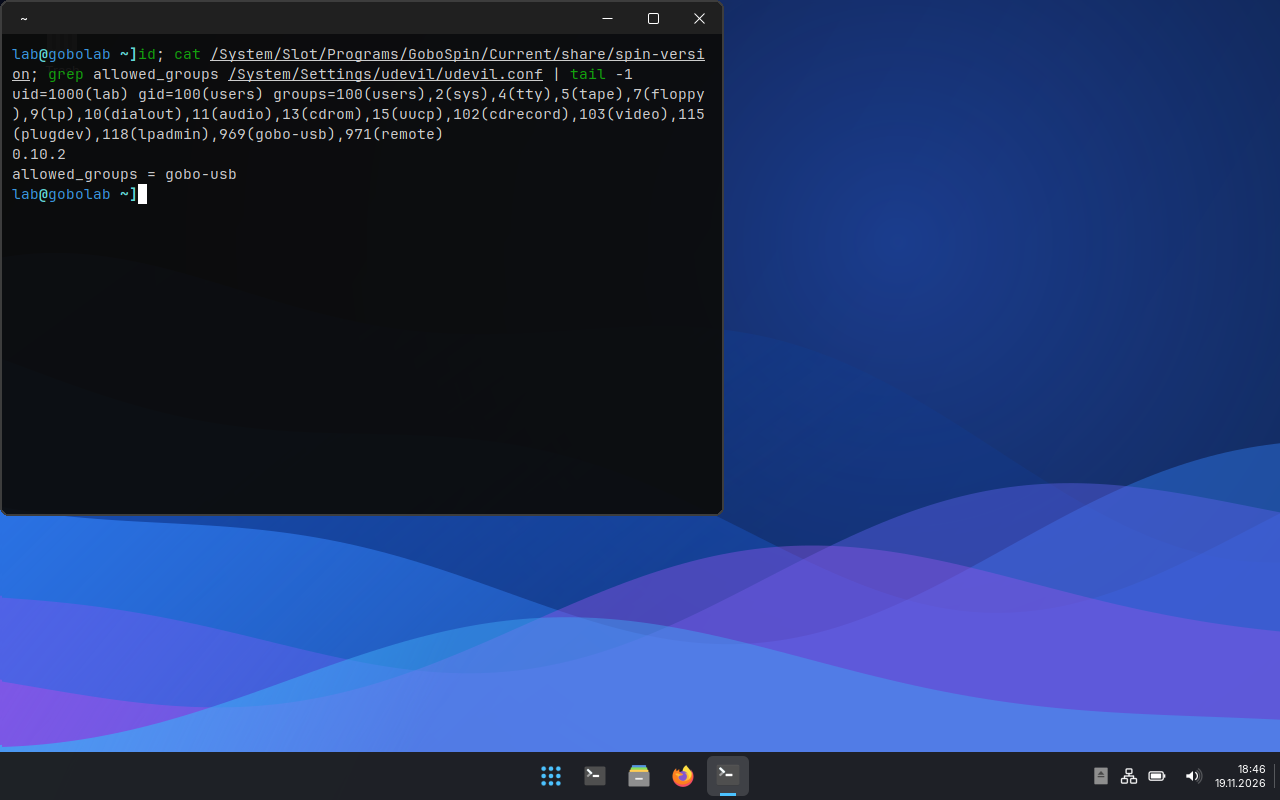 ~
lab@gobolab ~]id; cat /System/Slot/Programs/GoboSpin/Current/share/spin-versi
on; grep allowed_groups /System/Settings/udevil/udevil.conf | tail -1
uid=1000(lab) gid=100(users) groups=100(users),2(sys),4(tty),5(tape),7(floppy
),9(lp),10(dialout),11(audio),13(cdrom),15(uucp),102(cdrecord),103(video),115
(plugdev),118(lpadmin),969(gobo-usb),971(remote)
0.10.2
allowed_groups = gobo-usb
lab@gobolab ~]
18:46
19.11.2026